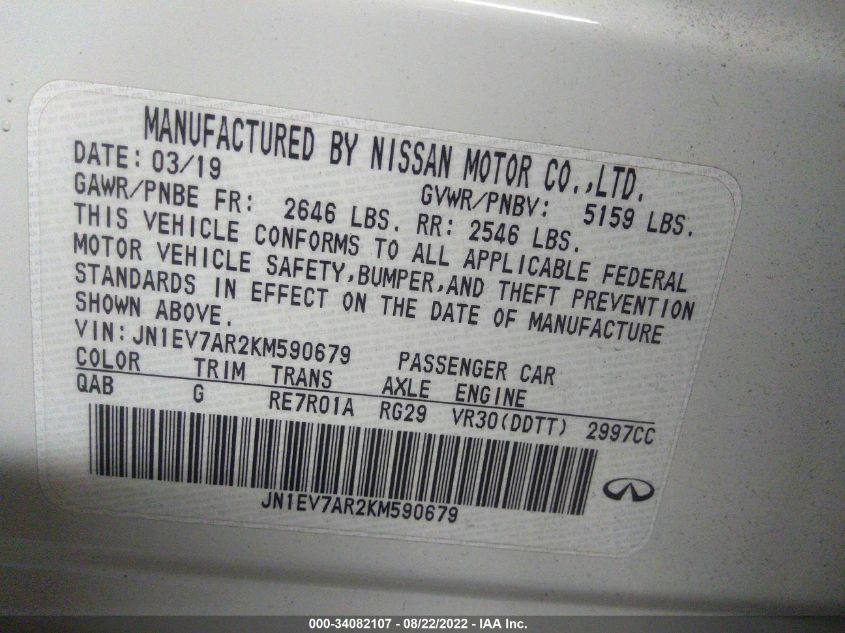 MANUFACTURED BY NISSAN MOTOR CO.,LTD.
DATE: 03/19 GVWR/PNBV: 5159 LBS.
GAWR/PNBE FR: 2646 LBS. RR: 2546 LBS.
THIS VEHICLE CONFORMS TO ALL APPLICABLE FEDERAL
MOTOR VEHICLE SAFETY,BUMPER,AND THEFT PREVENTION
STANDARDS IN EFFECT ON THE DATE OF MANUFACTURE
SHOWN ABOVE.
VIN:JN1EV7AR2KM590679 PASSENGER CAR
COLOR TRIM TRANS AXLE ENGINE
QAB G RE7R01A RG29 VR30(DDTT) 2997CC
JN1EV7AR2KM590679
000-34082107 - 08/22/2022 - IAA Inc.